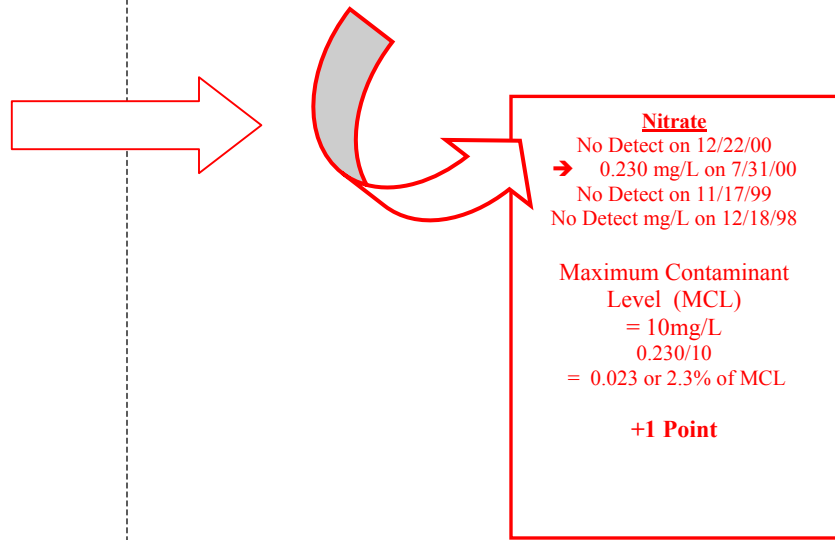 Nitrate
No Detect on 12/22/00
➔ 0.230 mg/L on 7/31/00
No Detect on 11/17/99
No Detect mg/L on 12/18/98
Maximum Contaminant
Level (MCL)
= 10mg/L
0.230/10
= 0.023 or 2.3% of MCL
+1 Point